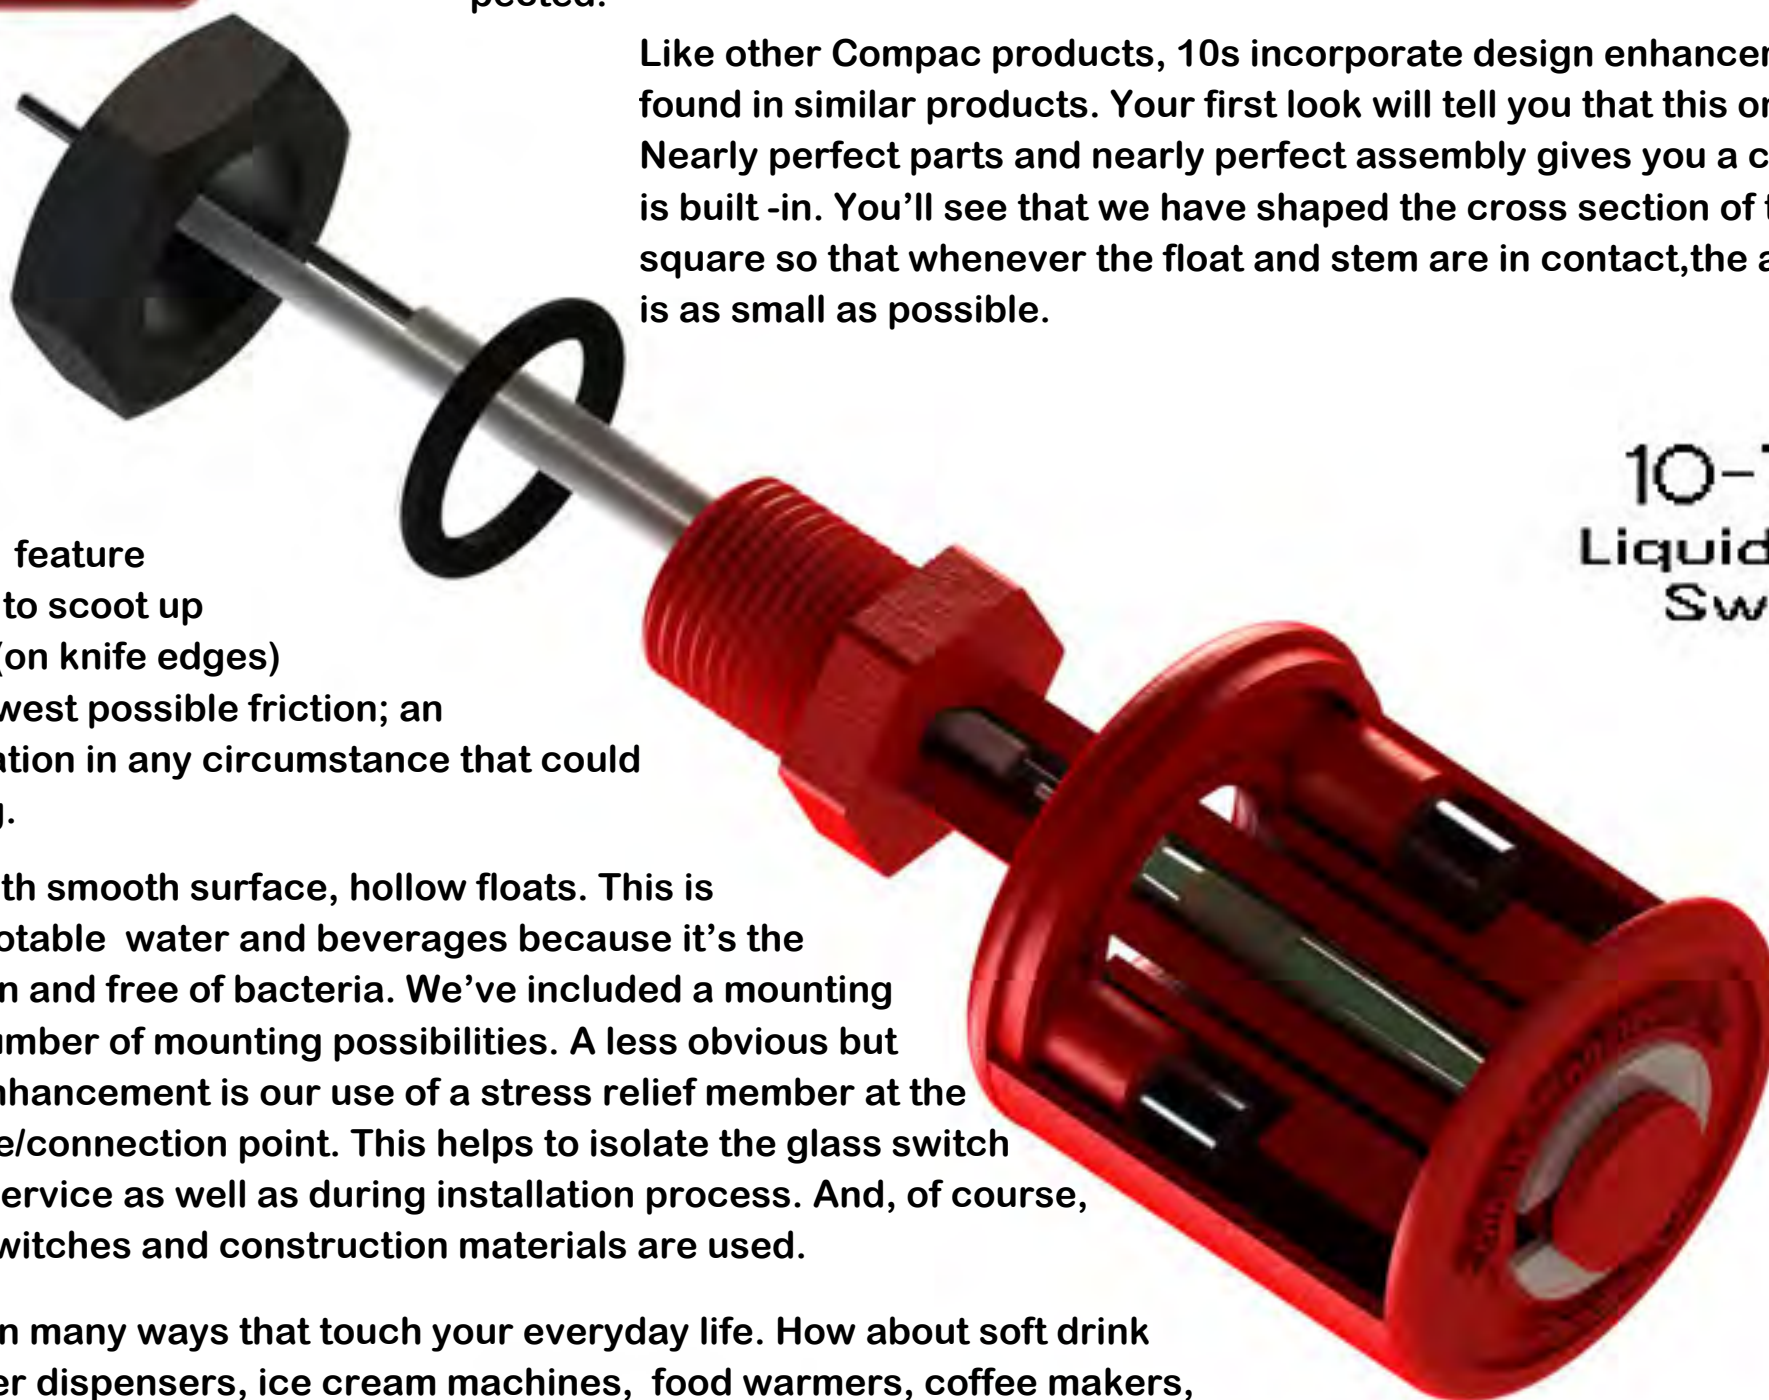 pected.
Like other Compac products, 10s incorporate design enhancem
found in similar products. Your first look will tell you that this on
Nearly perfect parts and nearly perfect assembly gives you a c
is built -in. You’ll see that we have shaped the cross section of t
square so that whenever the float and stem are in contact,the a
is as small as possible.
10-
Liquid
Sw
feature
to scoot up
(on knife edges)
west possible friction; an
ation in any circumstance that could
g.
th smooth surface, hollow floats. This is
otable water and beverages because it’s the
n and free of bacteria. We’ve included a mounting
umber of mounting possibilities. A less obvious but
nhancement is our use of a stress relief member at the
e/connection point. This helps to isolate the glass switch
service as well as during installation process. And, of course,
witches and construction materials are used.
n many ways that touch your everyday life. How about soft drink
er dispensers, ice cream machines, food warmers, coffee makers,